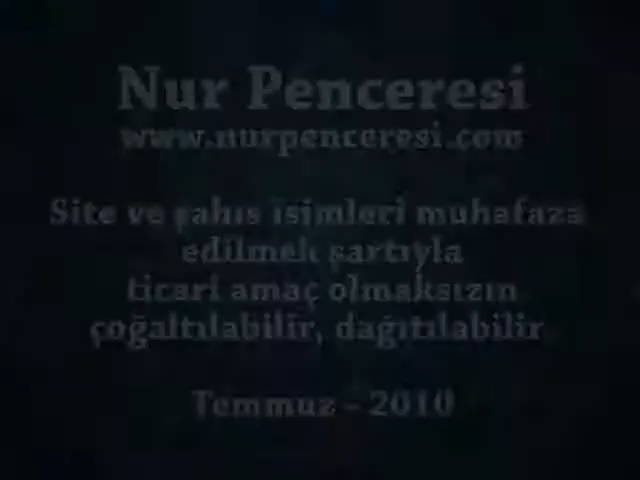 Nur Penceresi
www.nurpenceresi.com
Site ve şahıs isimleri muhafaza
edilmek şartıyla
ticari amaç olmaksızın
çoğaltılabilir, dağıtılabilir
Temmuz - 2010